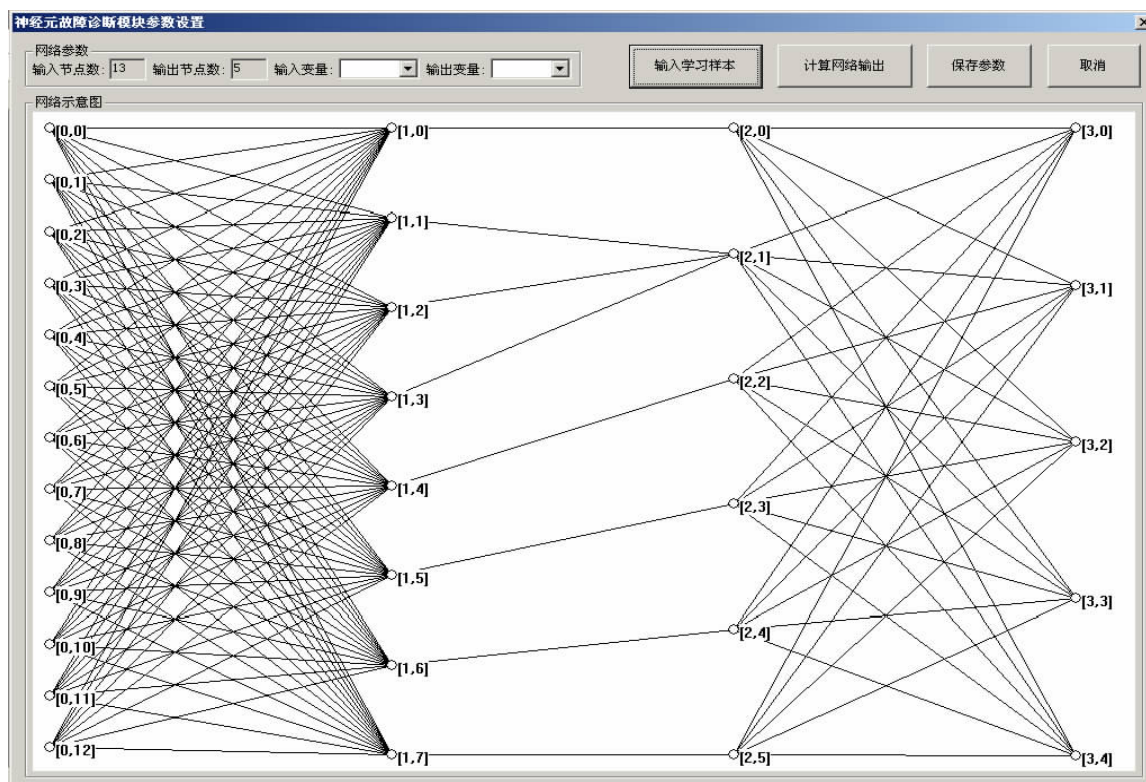 神经元故障诊断模块参数设置
网络参数
输入节点数: 13 输出节点数: 5 输入变量: 输出变量:
输入学习样本 计算网络输出 保存参数 取消
网络示意图
[0,0] [1,0] [2,0] [3,0]
[0,1]
[1,1]
[0,2]
[2,1]
[0,3] [3,1]
[1,2]
[0,4]
[2,2]
[0,5]
[1,3]
[0,6] [3,2]
[0,7] [1,4]
[2,3]
[0,8]
[1,5]
[0,9] [3,3]
[2,4]
[0,10]
[1,6]
[0,11]
[0,12] [1,7] [2,5] [3,4]